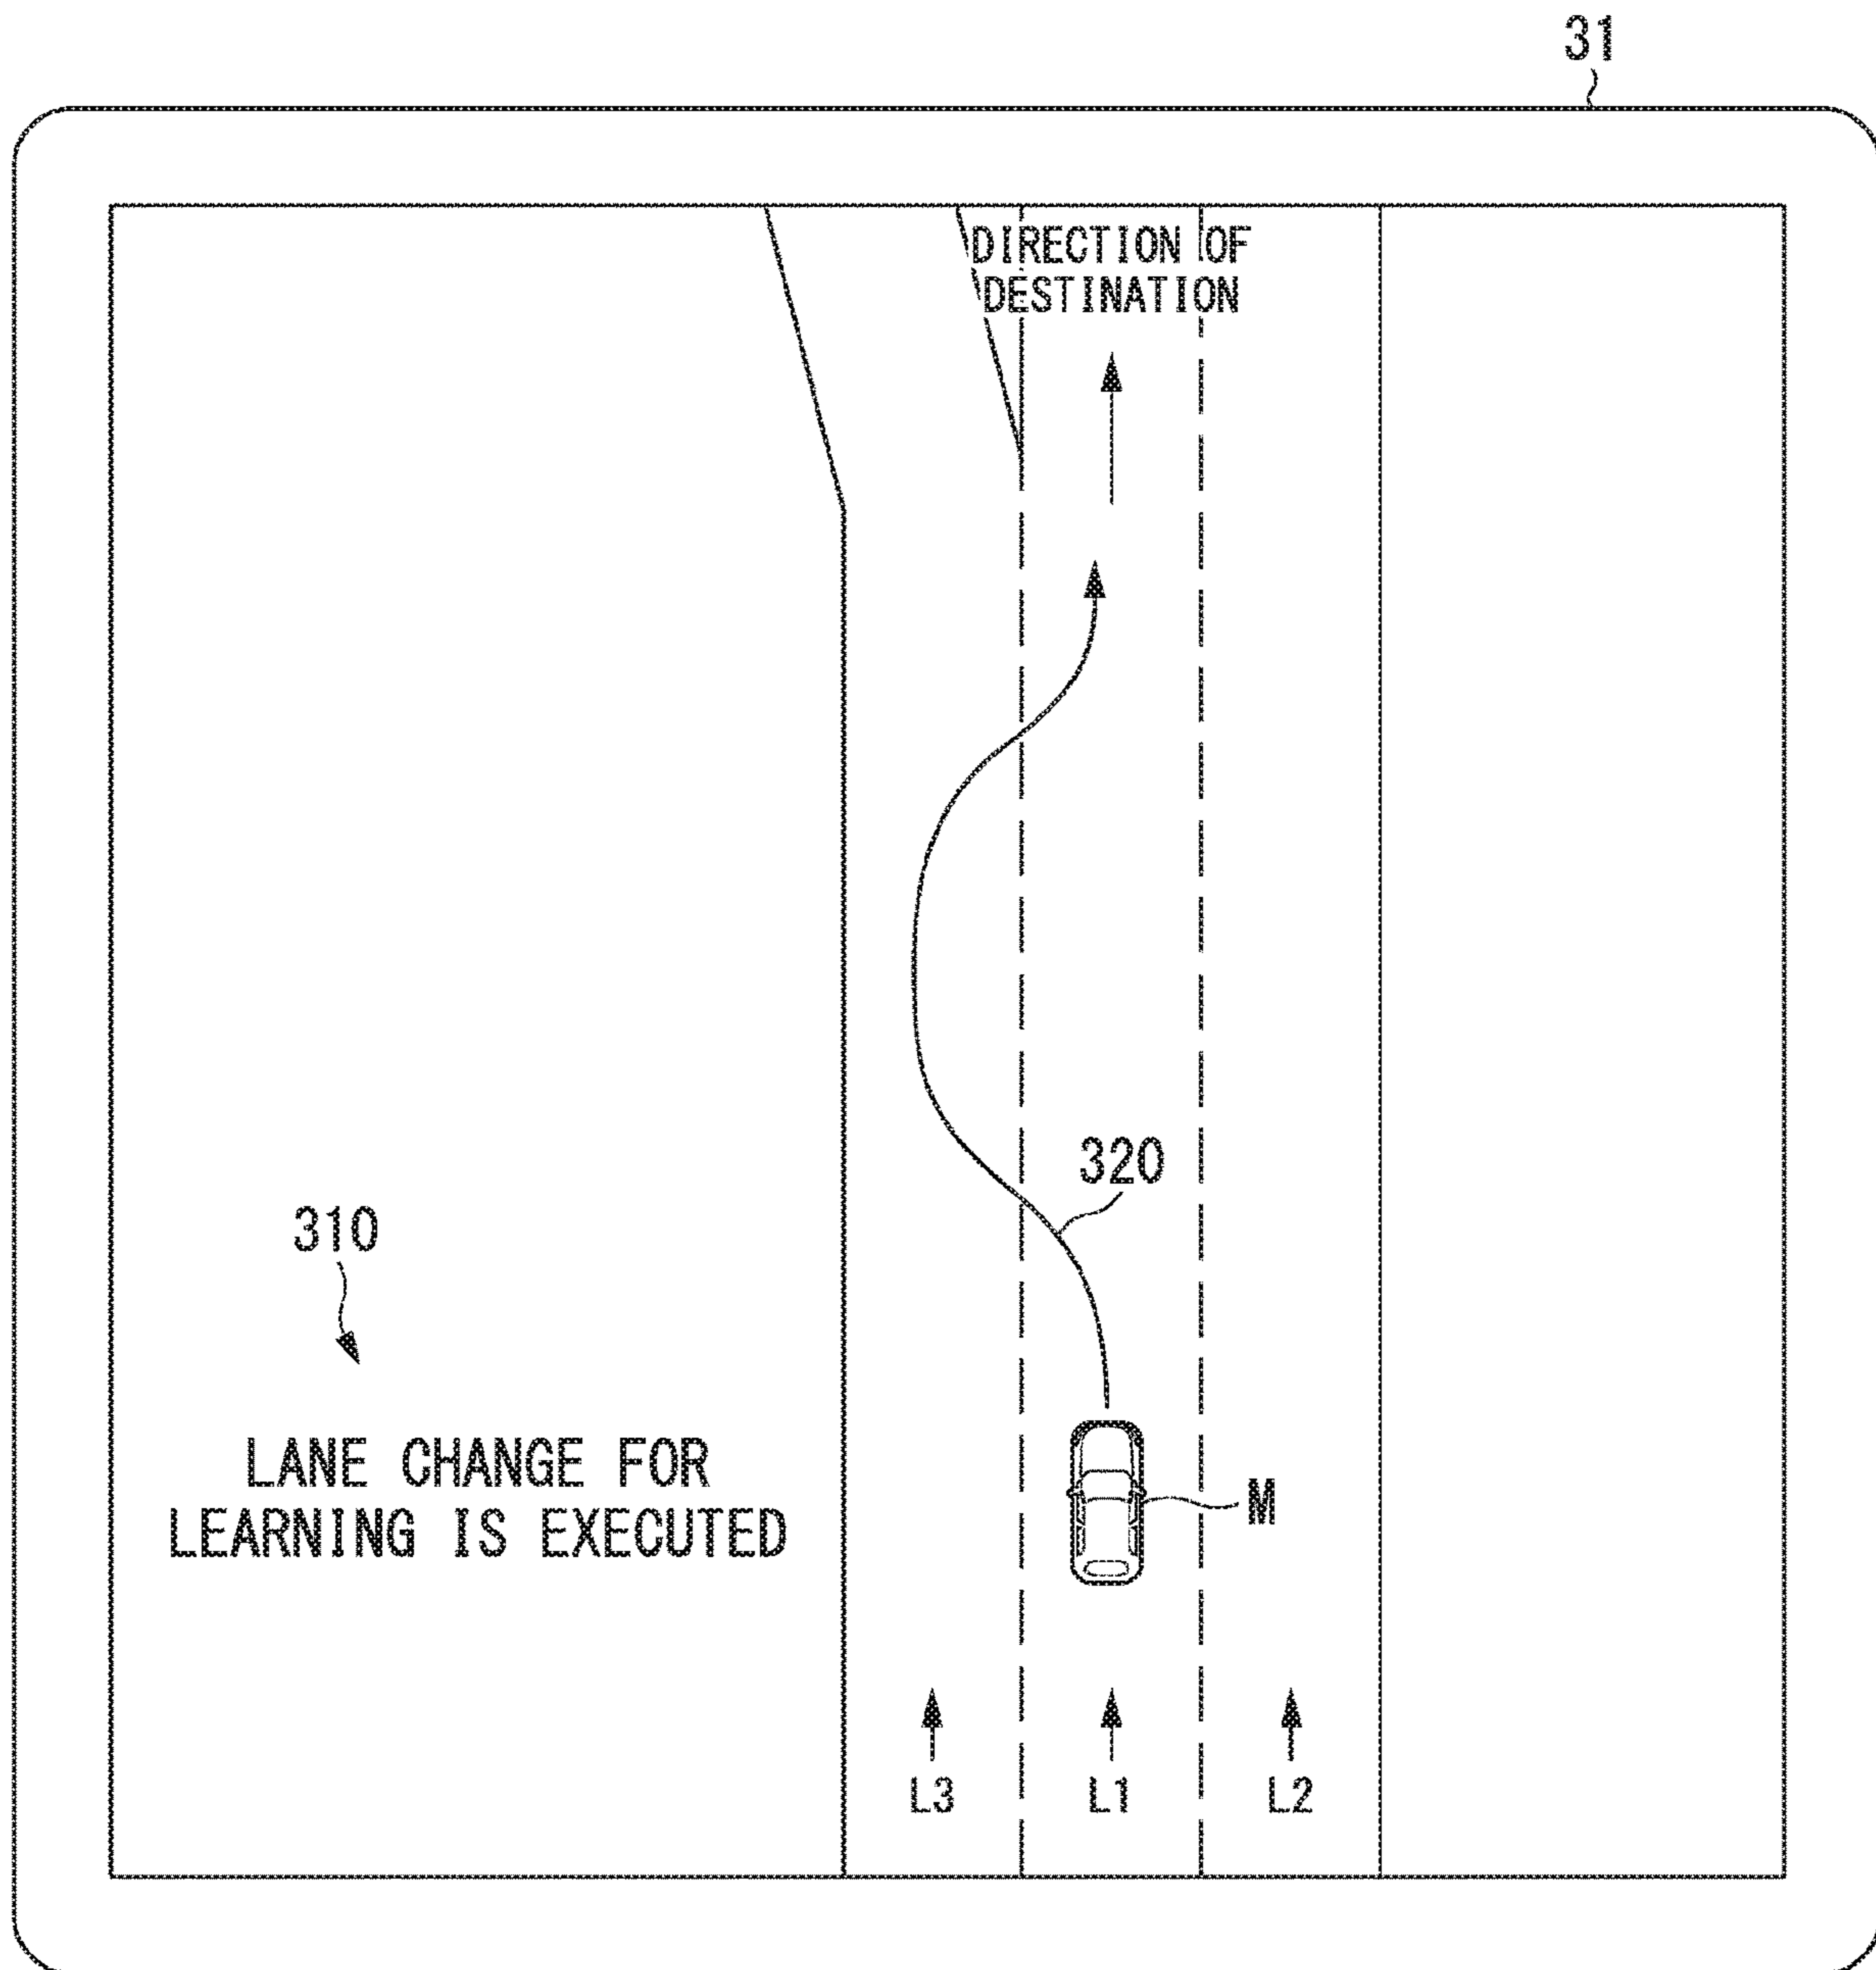 31
DIRECTION OF
DESTINATION
320
310
LANE CHANGE FOR
LEARNING IS EXECUTED
M
L3 L1 L2